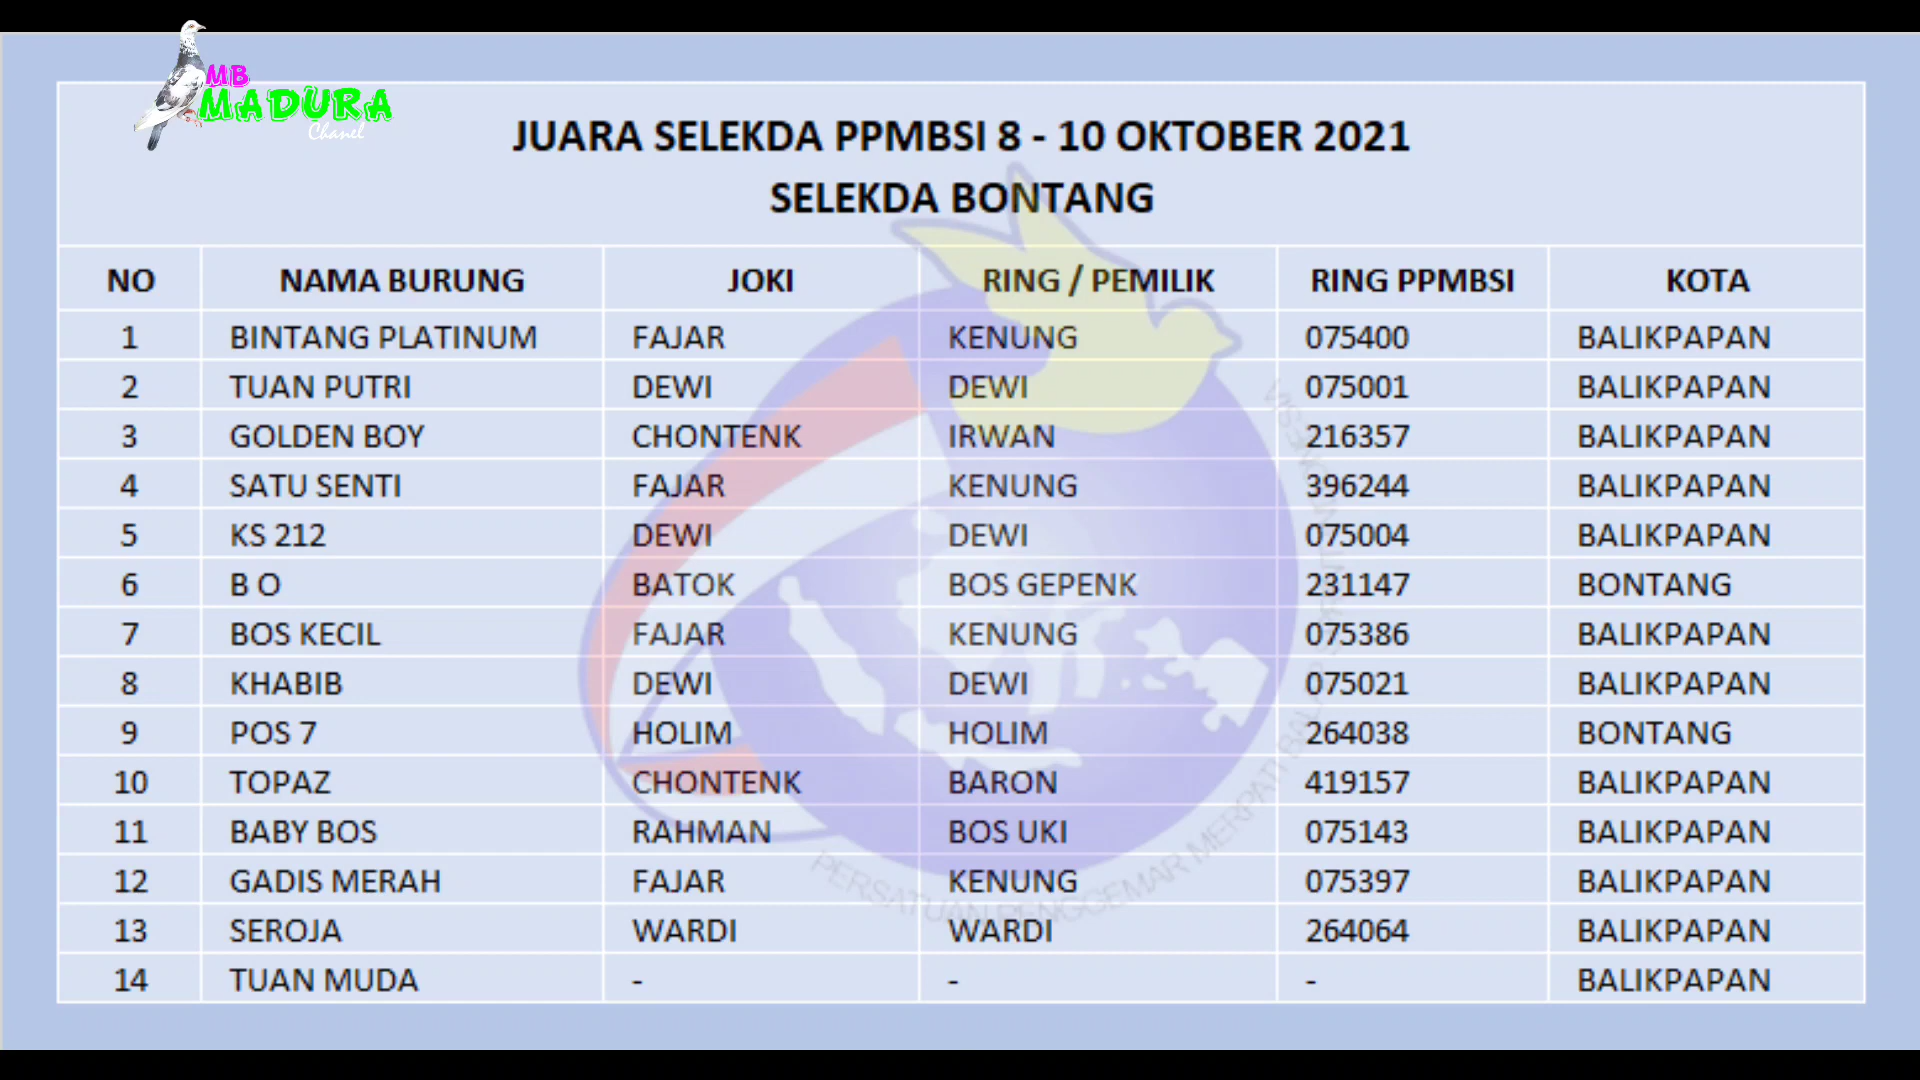 MB
MADURA
Chanel
JUARA SELEKDA PPMBSI 8 - 10 OKTOBER 2021
SELEKDA BONTANG
NO NAMA BURUNG JOKI RING / PEMILIK RING PPMBSI KOTA
1 BINTANG PLATINUM FAJAR KENUNG 075400 BALIKPAPAN
2 TUAN PUTRI DEWI DEWI 075001 BALIKPAPAN
3 GOLDEN BOY CHONTENK IRWAN 216357 BALIKPAPAN
4 SATU SENTI FAJAR KENUNG 396244 BALIKPAPAN
5 KS 212 DEWI DEWI 075004 BALIKPAPAN
6 B O BATOK BOS GEPENK 231147 BONTANG
7 BOS KECIL FAJAR KENUNG 075386 BALIKPAPAN
8 KHABIB DEWI DEWI 075021 BALIKPAPAN
9 POS 7 HOLIM HOLIM 264038 BONTANG
10 TOPAZ CHONTENK BARON 419157 BALIKPAPAN
11 BABY BOS RAHMAN BOS UKI 075143 BALIKPAPAN
12 GADIS MERAH FAJAR KENUNG 075397 BALIKPAPAN
13 SEROJA WARDI WARDI 264064 BALIKPAPAN
14 TUAN MUDA - - - BALIKPAPAN
PERSATUAN PENGGEMAR MERPATI BALAP